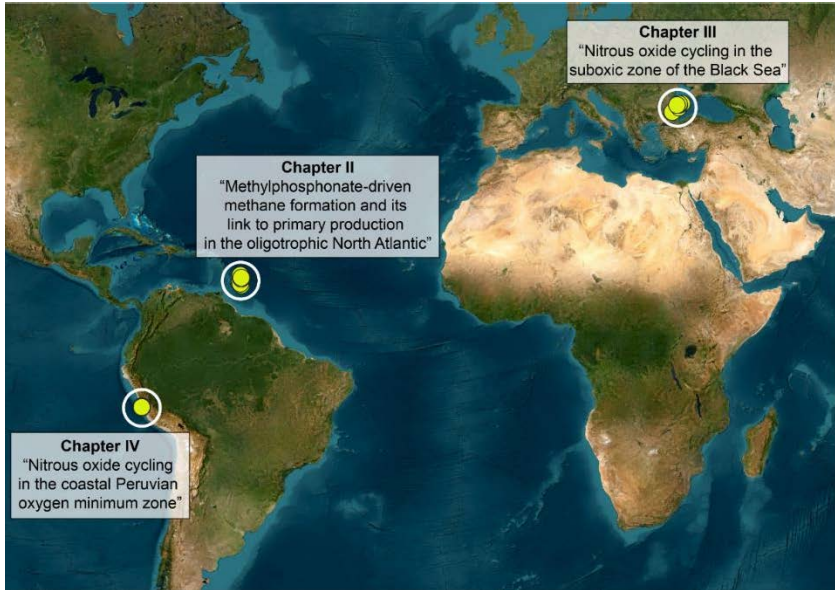 Chapter III
“Nitrous oxide cycling in the
suboxic zone of the Black Sea”
Chapter II
“Methylphosphonate-driven
methane formation and its
link to primary production
in the oligotrophic North Atlantic”
Chapter IV
“Nitrous oxide cycling
in the coastal Peruvian
oxygen minimum zone”